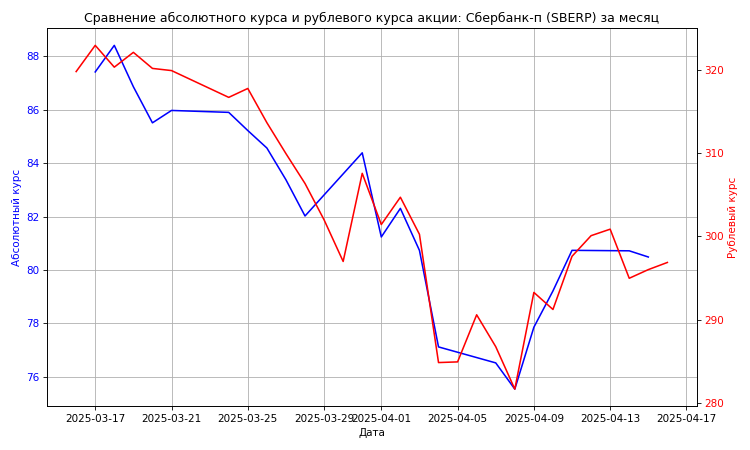 Сравнение абсолютного курса и рублевого курса акции: Сбербанк-п (SBERP) за месяц
88
86
84
82
80
78
76
Абсолютный курс
320
310
300
290
280
Рублевый курс
2025-03-17 2025-03-21 2025-03-25 2025-03-29 2025-04-01 2025-04-05 2025-04-09 2025-04-13 2025-04-17
Дата